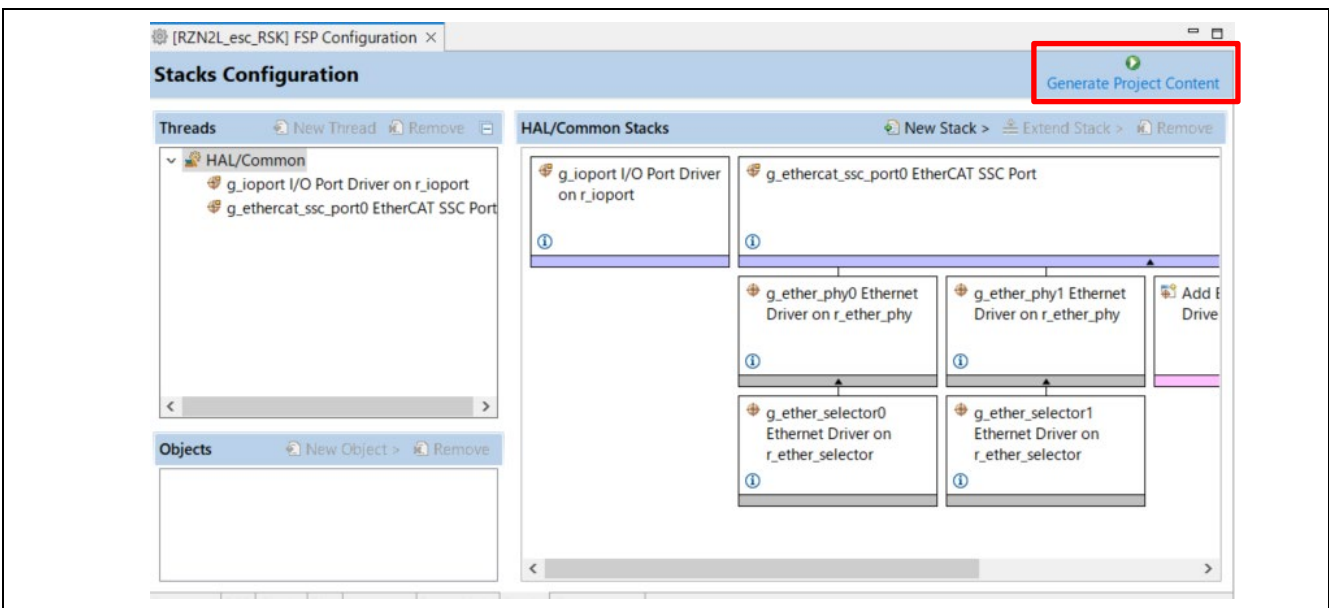 [RZN2L_esc_RSK] FSP Configuration
Stacks Configuration
Generate Project Content
Threads
New Thread
Remove
HAL/Common
g_ioport I/O Port Driver on r_ioport
g_ethercat_ssc_port0 EtherCAT SSC Port
Objects
New Object >
Remove
HAL/Common Stacks
New Stack >
Extend Stack >
Remove
g_ioport I/O Port Driver
on r_ioport
g_ethercat_ssc_port0 EtherCAT SSC Port
g_ether_phy0 Ethernet
Driver on r_ether_phy
g_ether_phy1 Ethernet
Driver on r_ether_phy
Add E
Drive
g_ether_selector0
Ethernet Driver on
r_ether_selector
g_ether_selector1
Ethernet Driver on
r_ether_selector